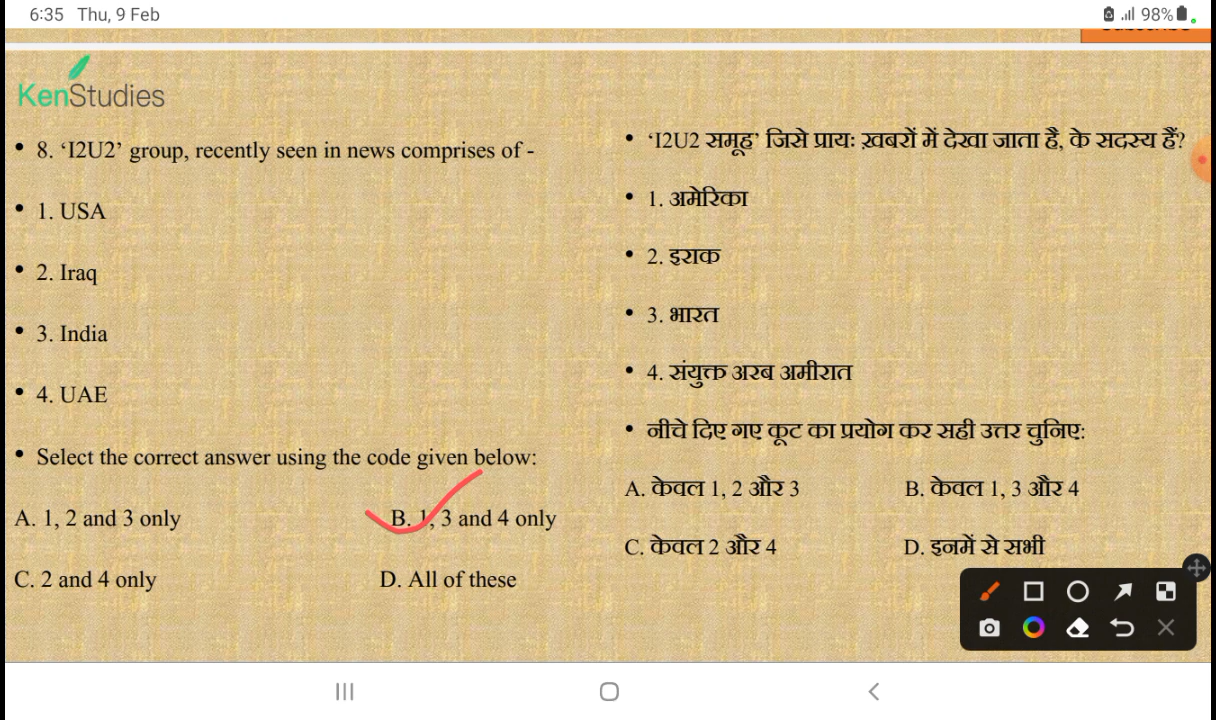 6:35 Thu, 9 Feb
98%
KenStudies
• 8. ‘I2U2’ group, recently seen in news comprises of -
• 1. USA
• 2. Iraq
• 3. India
• 4. UAE
• Select the correct answer using the code given below:
A. 1, 2 and 3 only B. 1, 3 and 4 only
C. 2 and 4 only D. All of these
• ‘I2U2 समूह’ जिसे प्रायः ख़बरों में देखा जाता है, के सदस्य हैं?
• 1. अमेरिका
• 2. इराक
• 3. भारत
• 4. संयुक्त अरब अमीरात
• नीचे दिए गए कूट का प्रयोग कर सही उत्तर चुनिए:
A. केवल 1, 2 और 3 B. केवल 1, 3 और 4
C. केवल 2 और 4 D. इनमें से सभी